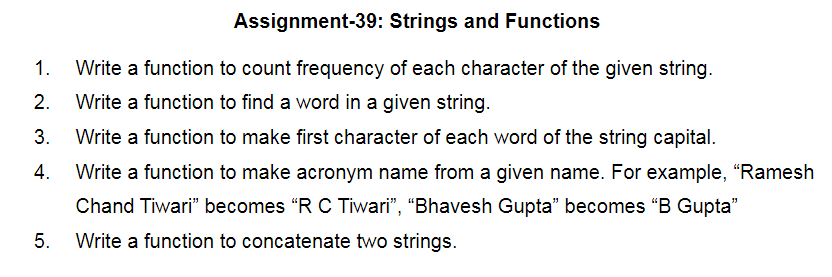 Assignment-39: Strings and Functions
1. Write a function to count frequency of each character of the given string.
2. Write a function to find a word in a given string.
3. Write a function to make first character of each word of the string capital.
4. Write a function to make acronym name from a given name. For example, “Ramesh
Chand Tiwari” becomes “R C Tiwari”, “Bhavesh Gupta” becomes “B Gupta”
5. Write a function to concatenate two strings.